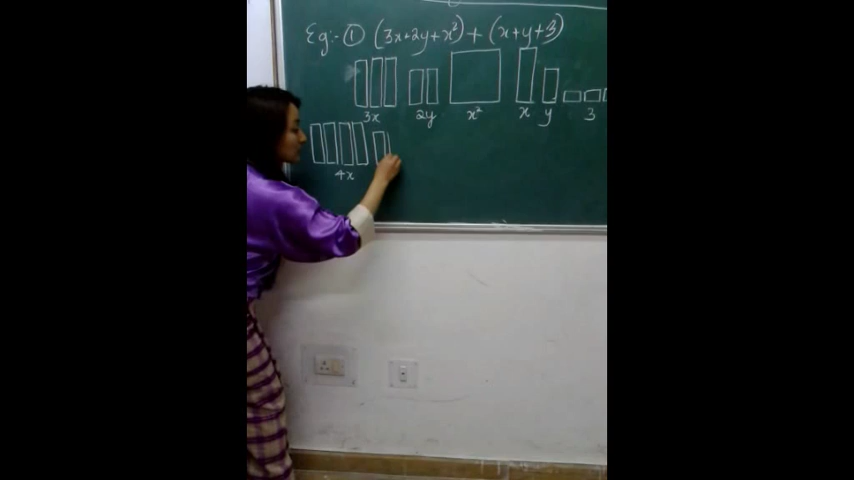 Eg:- ① (3x+2y+x²) + (x+y+3)
3x 2y x² x y 3
4x